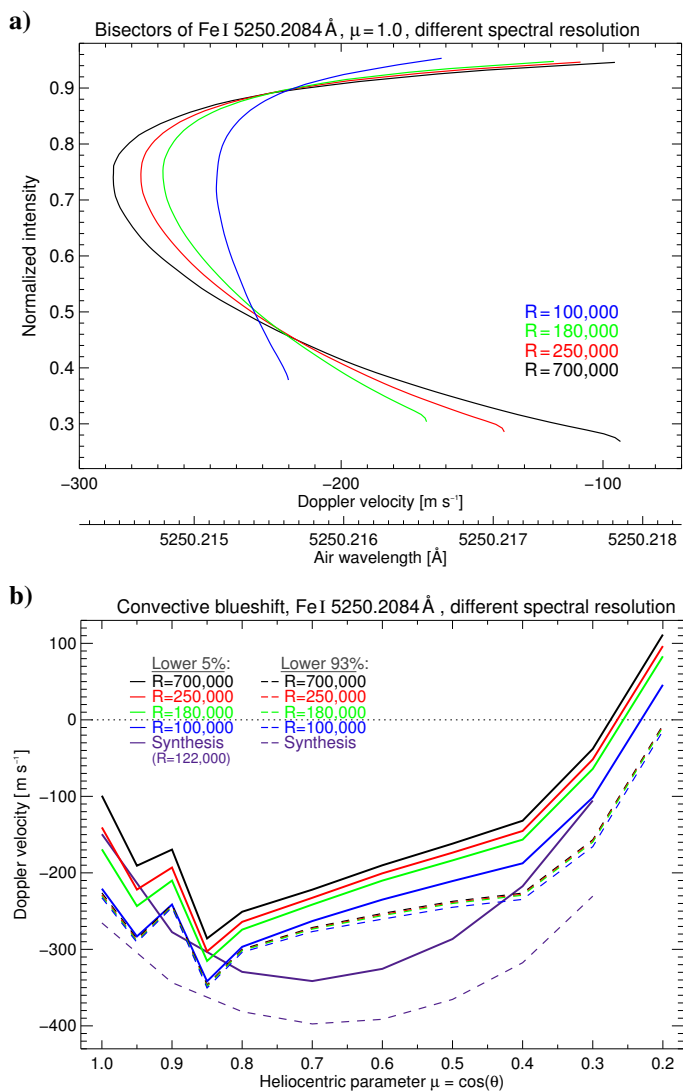 a)
Bisectors of Fe I 5250.2084 Å, μ = 1.0, different spectral resolution
0.9
0.8
0.7
0.6
0.5
0.4
0.3
Normalized intensity
R = 100,000
R = 180,000
R = 250,000
R = 700,000
−300 −200 −100
Doppler velocity [m s⁻¹]
5250.215 5250.216 5250.217 5250.218
Air wavelength [Å]
b)
Convective blueshift, Fe I 5250.2084 Å , different spectral resolution
100
0
−100
−200
−300
−400
Doppler velocity [m s⁻¹]
Lower 5%: Lower 93%:
R=700,000 R=700,000
R=250,000 R=250,000
R=180,000 R=180,000
R=100,000 R=100,000
Synthesis Synthesis
(R=122,000)
1.0 0.9 0.8 0.7 0.6 0.5 0.4 0.3 0.2
Heliocentric parameter μ = cos(θ)